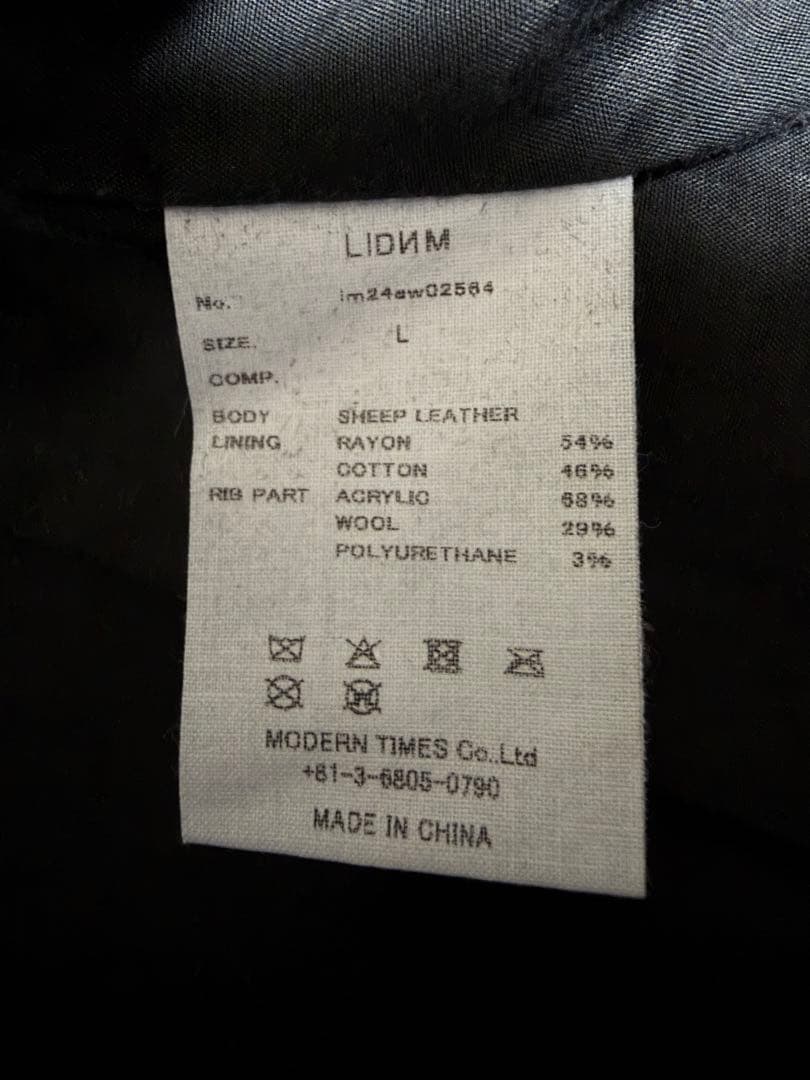 LIDИM
No. im24aw02564
SIZE. L
COMP.
BODY SHEEP LEATHER
LINING RAYON 54%
COTTON 46%
RIB PART ACRYLIC 68%
WOOL 29%
POLYURETHANE 3%
MODERN TIMES Co.,Ltd
+81-3-6805-0790
MADE IN CHINA